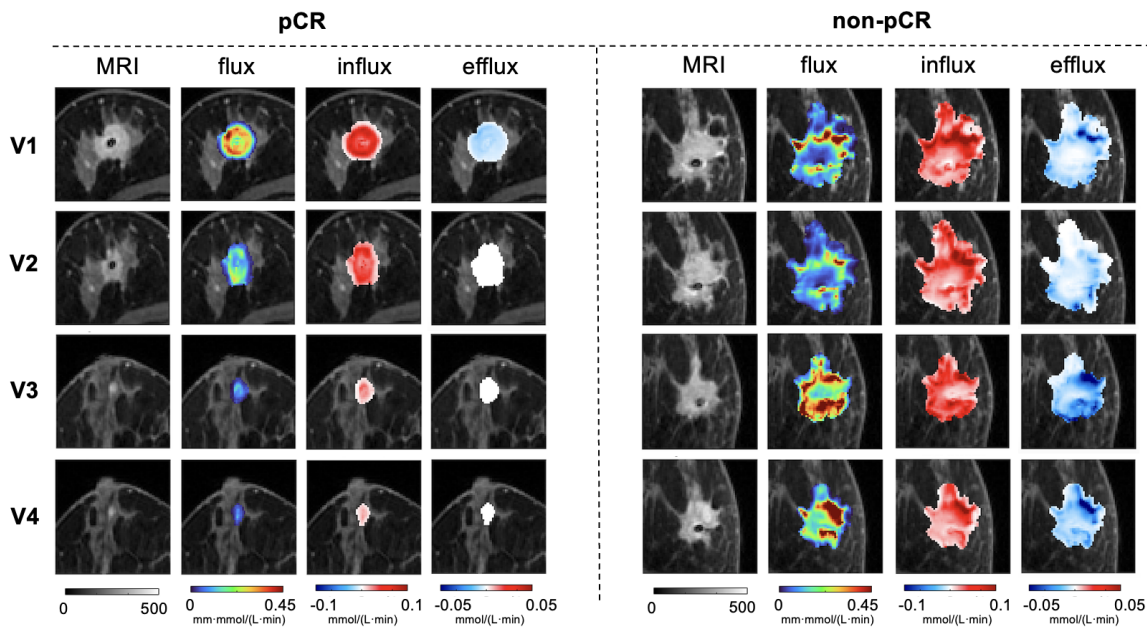 pCR non-pCR
MRI flux influx efflux MRI flux influx efflux
V1
V2
V3
V4
0 500 0 0.45 -0.1 0.1 -0.05 0.05 0 500 0 0.45 -0.1 0.1 -0.05 0.05
mm·mmol/(L·min) mmol/(L·min) mmol/(L·min) mm·mmol/(L·min) mmol/(L·min) mmol/(L·min)